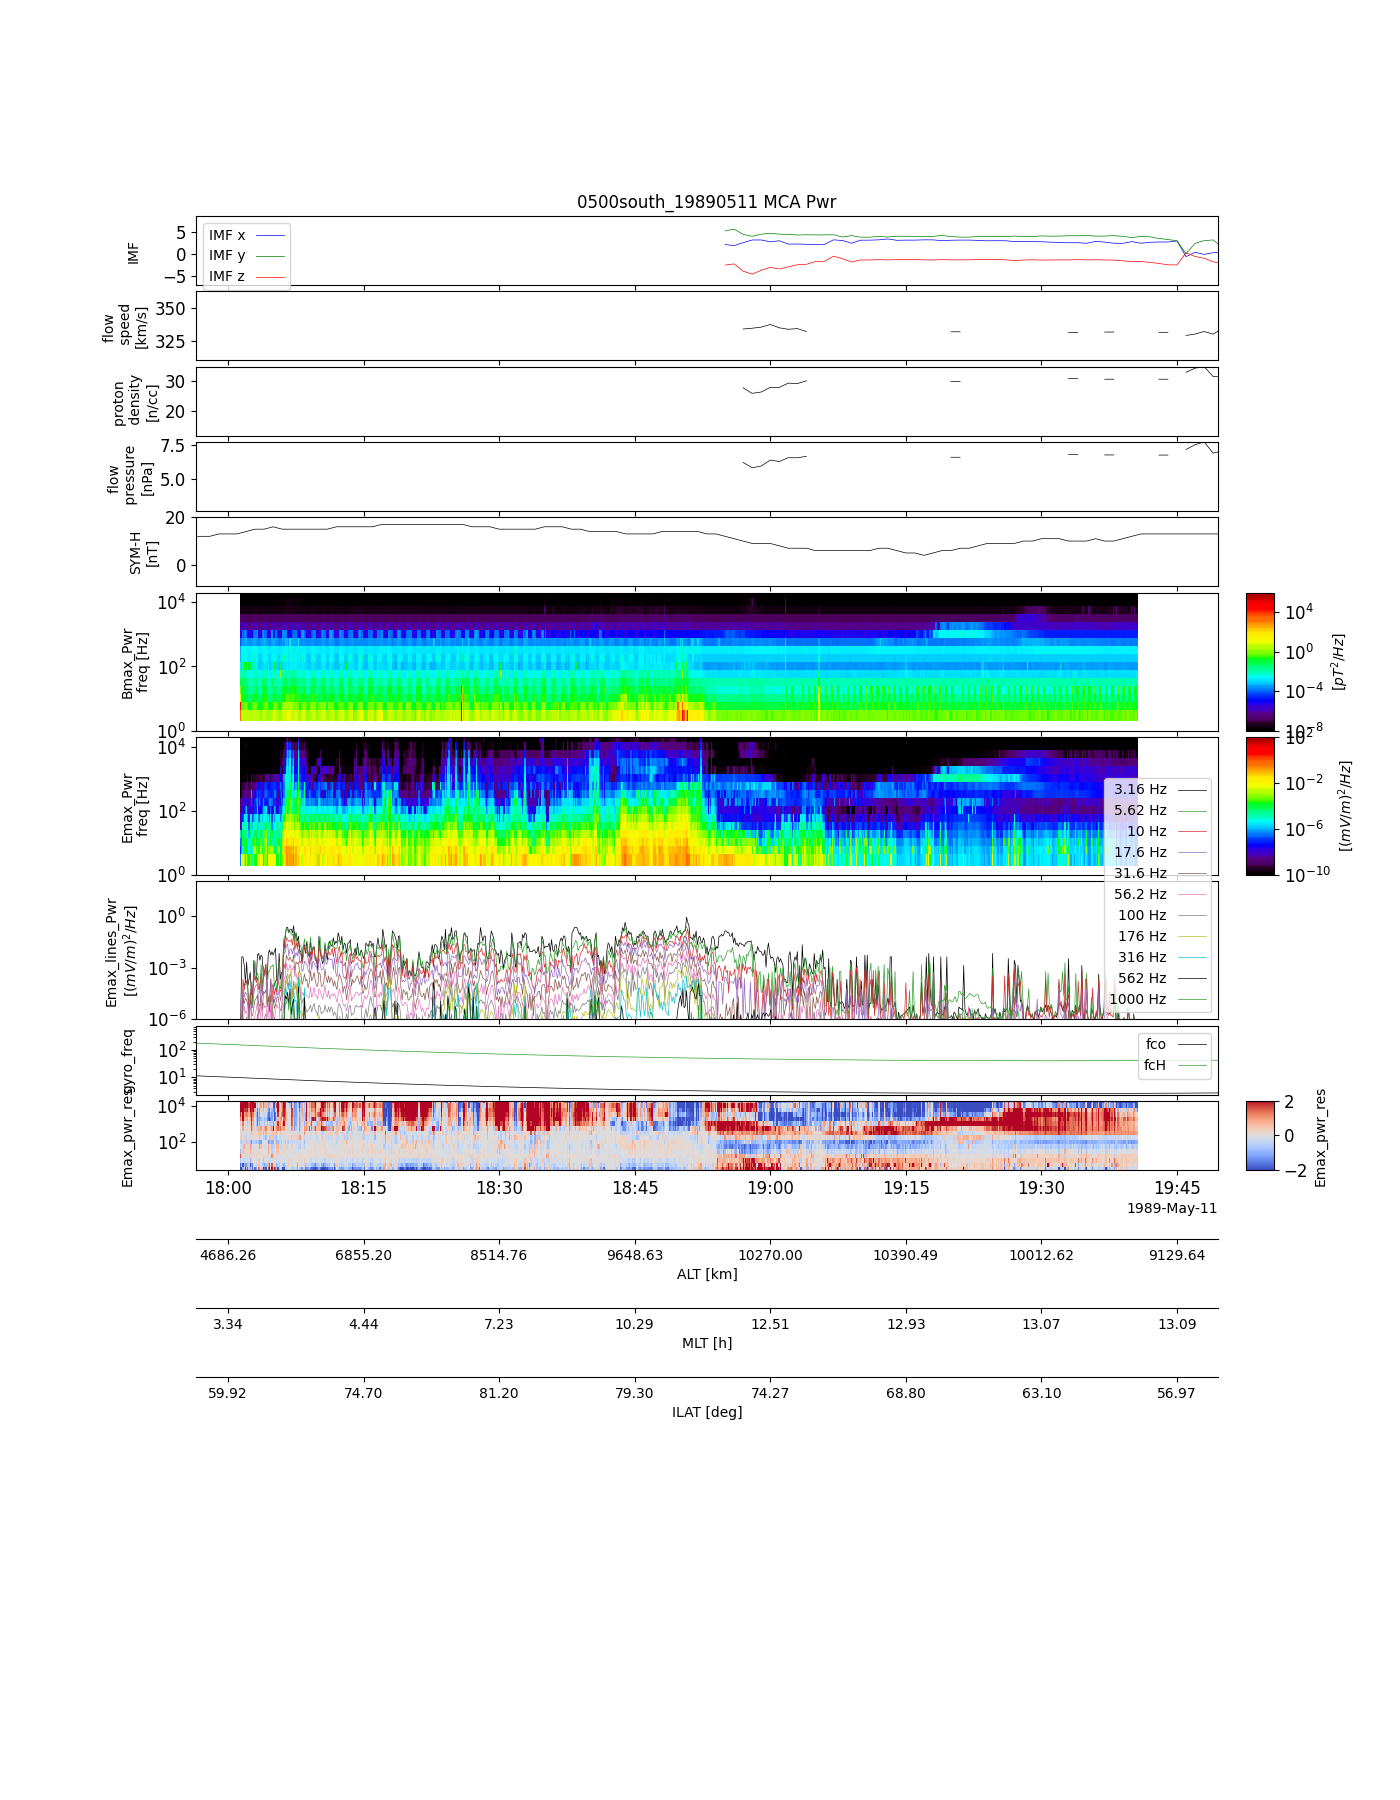 0500south_19890511 MCA Pwr
IMF
5
0
−5
IMF x
IMF y
IMF z
flow
speed
[km/s]
350
325
proton
density
[n/cc]
30
20
flow
pressure
[nPa]
7.5
5.0
SYM-H
[nT]
20
0
Bmax_Pwr
freq [Hz]
10^4
10^2
10^0
10^4
10^0
10^−4
10^−8
[pT^2/Hz]
Emax_Pwr
freq [Hz]
10^4
10^2
10^0
10^2
10^−2
10^−6
10^−10
[(mV/m)^2/Hz]
3.16 Hz
5.62 Hz
10 Hz
17.6 Hz
31.6 Hz
56.2 Hz
100 Hz
176 Hz
316 Hz
562 Hz
1000 Hz
Emax_lines_Pwr
[(mV/m)^2/Hz]
10^0
10^−3
10^−6
gyro_freq
10^2
10^1
fco
fcH
Emax_pwr_res
10^4
10^2
2
0
−2
Emax_pwr_res
18:00 18:15 18:30 18:45 19:00 19:15 19:30 19:45
1989-May-11
4686.26 6855.20 8514.76 9648.63 10270.00 10390.49 10012.62 9129.64
ALT [km]
3.34 4.44 7.23 10.29 12.51 12.93 13.07 13.09
MLT [h]
59.92 74.70 81.20 79.30 74.27 68.80 63.10 56.97
ILAT [deg]